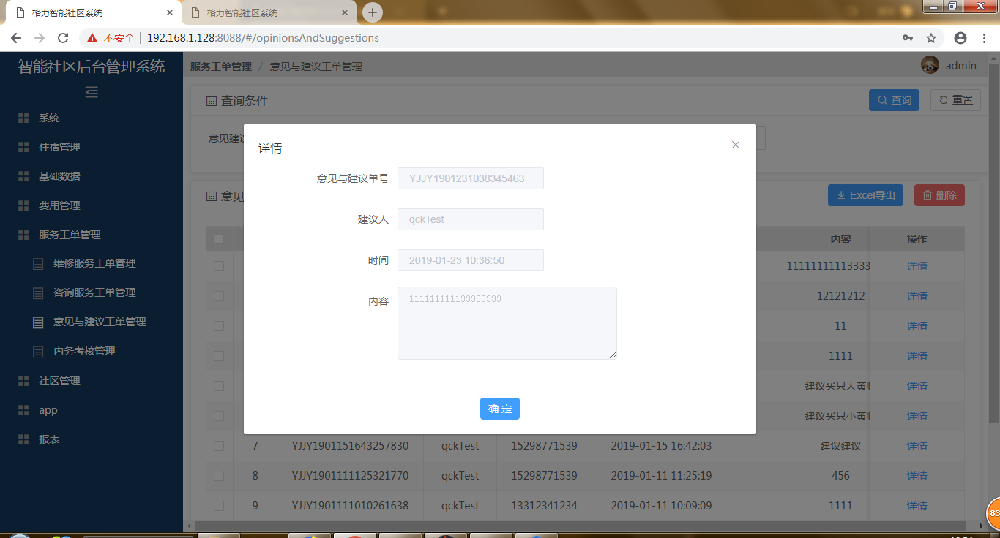 格力智能社区系统
格力智能社区系统
不安全
192.168.1.128:8088/#/opinionsAndSuggestions
智能社区后台管理系统
服务工单管理 / 意见与建议工单管理
admin
系统
住宿管理
基础数据
费用管理
服务工单管理
维修服务工单管理
咨询服务工单管理
意见与建议工单管理
内务考核管理
社区管理
app
报表
查询条件
查询
重置
意见建议
意见
Excel导出
删除
内容 操作
11111111113333 详情
12121212 详情
11 详情
1111 详情
建议买只大黄鸭 详情
建议买只小黄鸭 详情
7 YJJY1901151643257830 qckTest 15298771539 2019-01-15 16:42:03 建议建议 详情
8 YJJY1901111125321770 qckTest 15298771539 2019-01-11 11:25:19 456 详情
9 YJJY1901111010261638 qckTest 13312341234 2019-01-11 10:09:09 1111 详情
详情
意见与建议单号 YJJY1901231038345463
建议人 qckTest
时间 2019-01-23 10:36:50
内容 111111111133333333
确 定
83